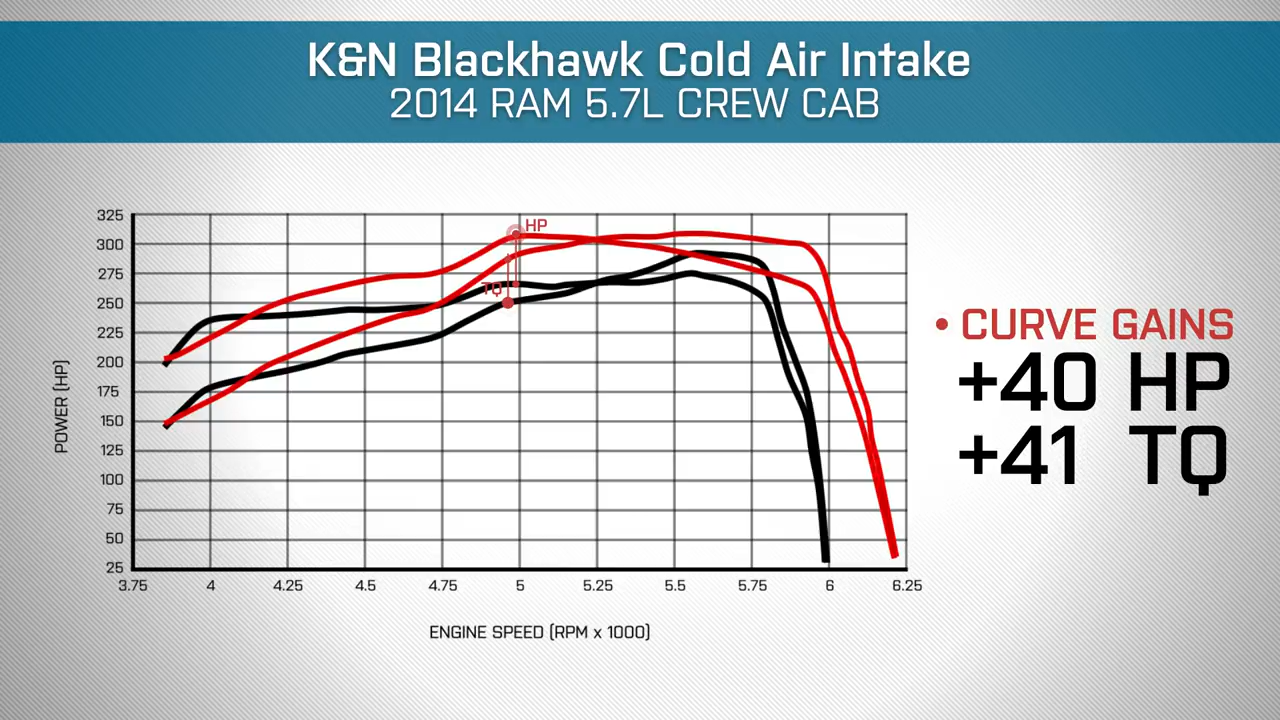 K&N Blackhawk Cold Air Intake
2014 RAM 5.7L CREW CAB
325
300
275
250
225
200
175
150
125
100
75
50
25
POWER (HP)
HP
TQ
3.75 4 4.25 4.5 4.75 5 5.25 5.5 5.75 6 6.25
ENGINE SPEED (RPM x 1000)
• CURVE GAINS
+40 HP
+41 TQ